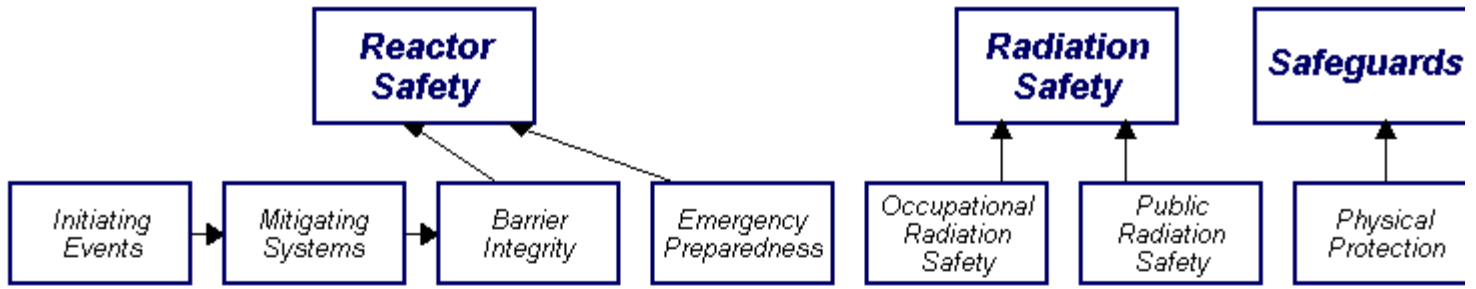 Reactor
Safety
Radiation
Safety
Safeguards
Initiating
Events
Mitigating
Systems
Barrier
Integrity
Emergency
Preparedness
Occupational
Radiation
Safety
Public
Radiation
Safety
Physical
Protection